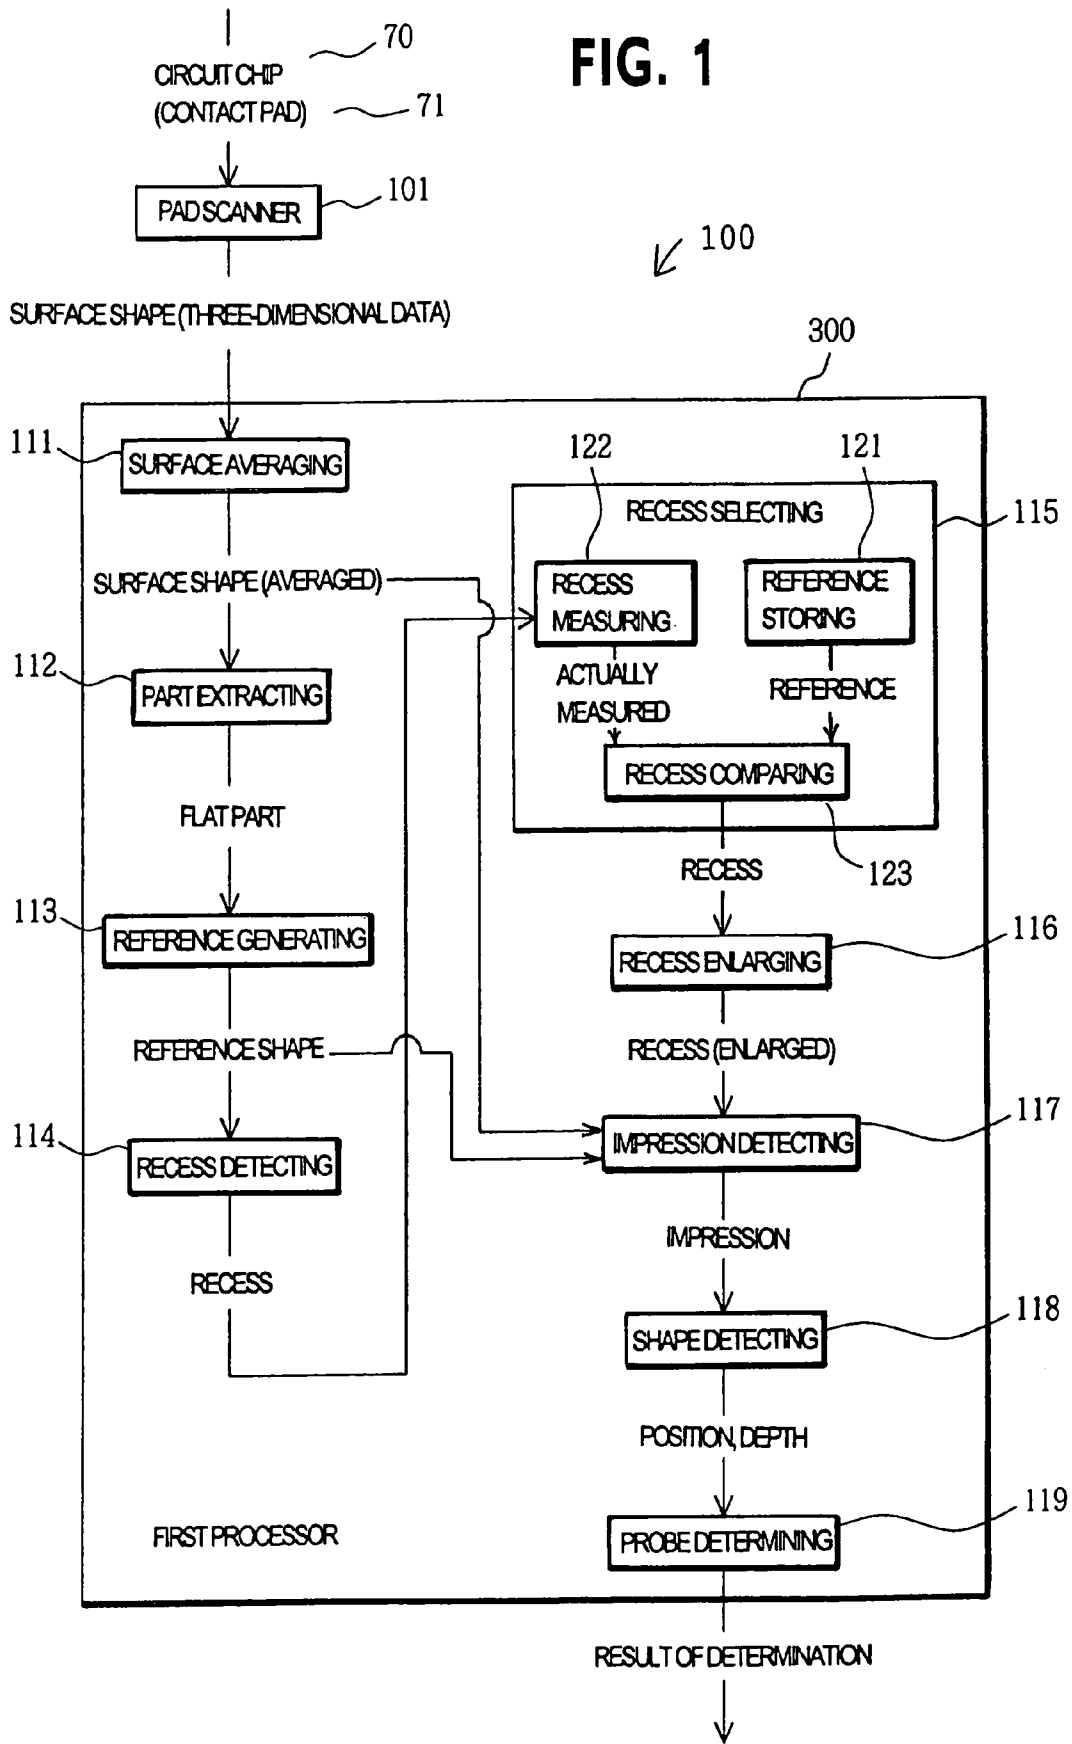 FIG. 1
70
CIRCUIT CHIP
(CONTACT PAD)
71
101
PAD SCANNER
100
SURFACE SHAPE (THREE-DIMENSIONAL DATA)
300
111
SURFACE AVERAGING
122
121
RECESS SELECTING
115
SURFACE SHAPE (AVERAGED)
RECESS
MEASURING
REFERENCE
STORING
112
PART EXTRACTING
ACTUALLY
MEASURED
REFERENCE
RECESS COMPARING
FLAT PART
RECESS
123
113
REFERENCE GENERATING
116
RECESS ENLARGING
REFERENCE SHAPE
RECESS (ENLARGED)
114
RECESS DETECTING
117
IMPRESSION DETECTING
IMPRESSION
RECESS
118
SHAPE DETECTING
POSITION, DEPTH
119
FIRST PROCESSOR
PROBE DETERMINING
RESULT OF DETERMINATION